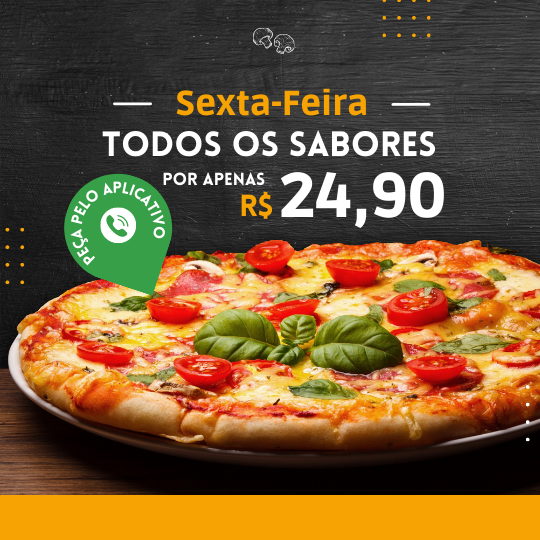 Sexta-Feira
TODOS OS SABORES
POR APENAS
R$ 24,90
PEÇA PELO APLICATIVO